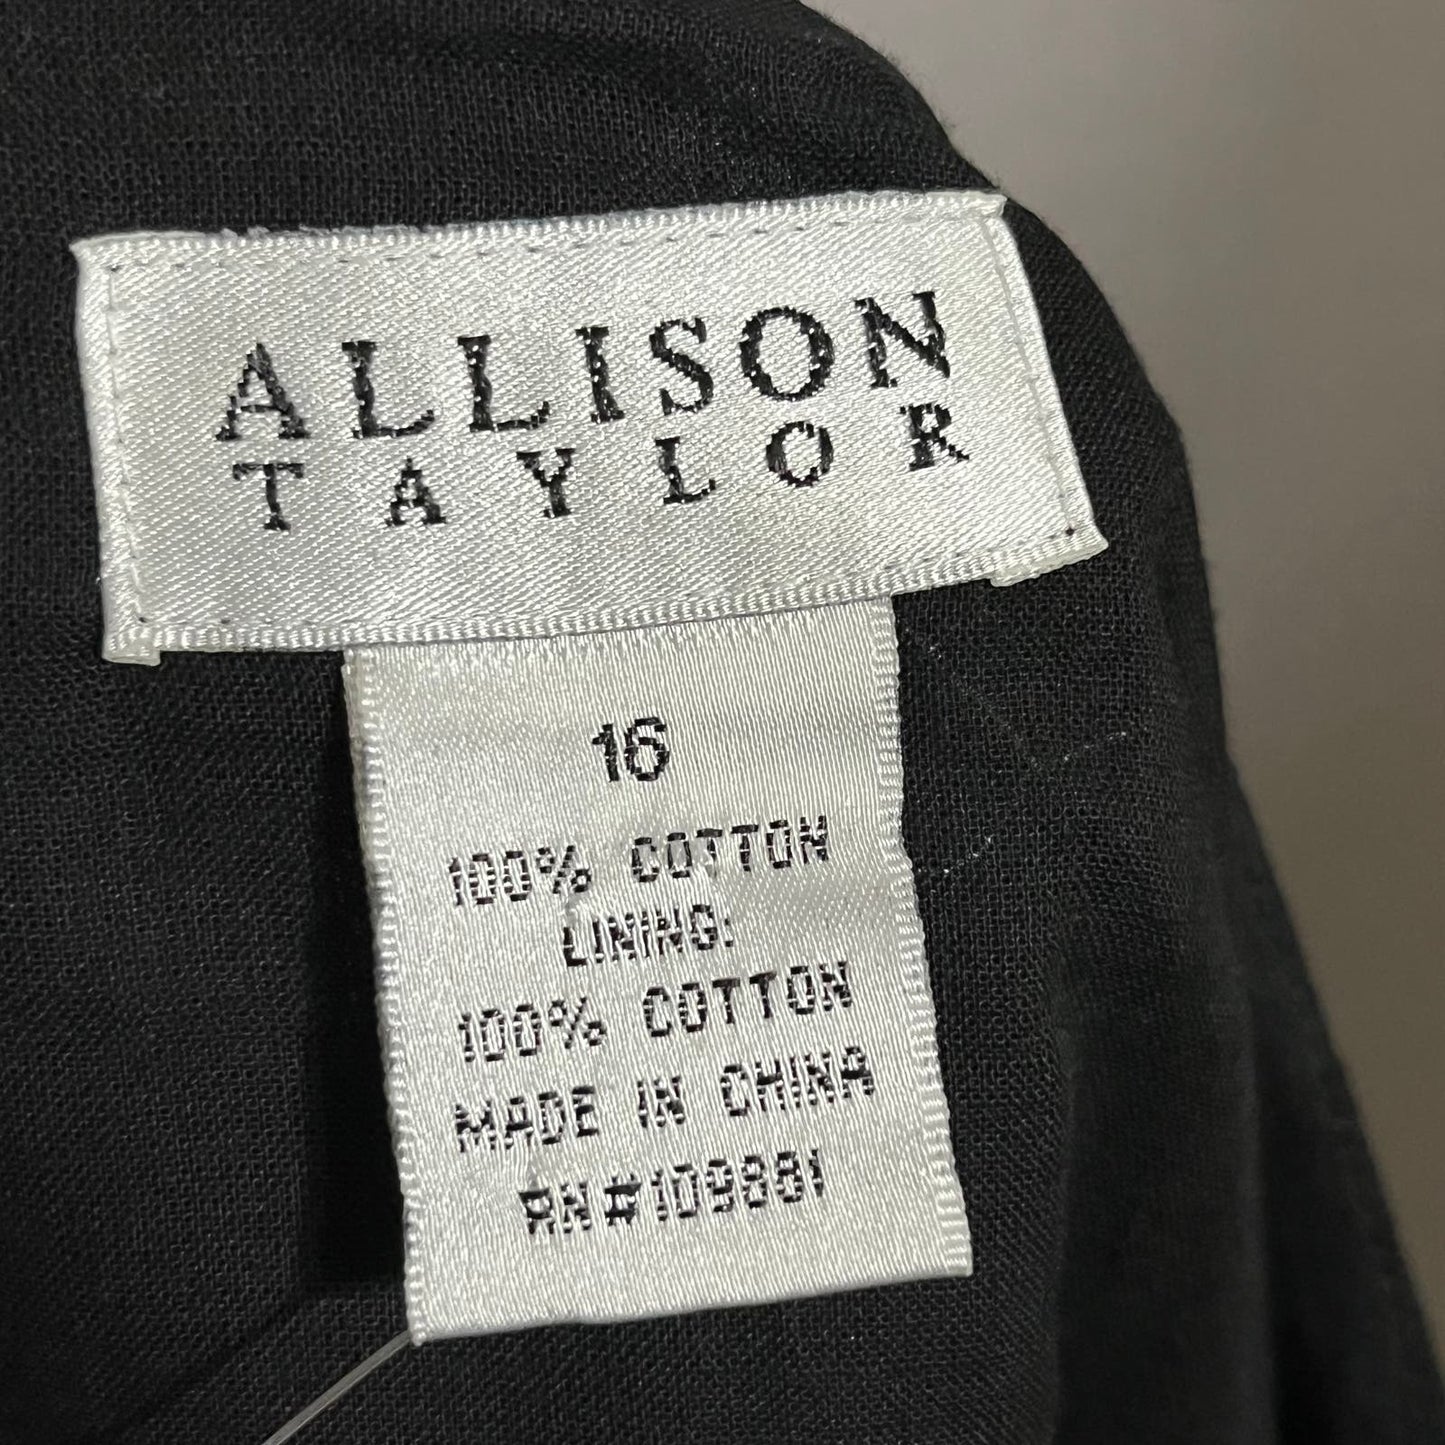 ALLISON
TAYLOR
16
100% COTTON
LINING:
100% COTTON
MADE IN CHINA
RN#109881